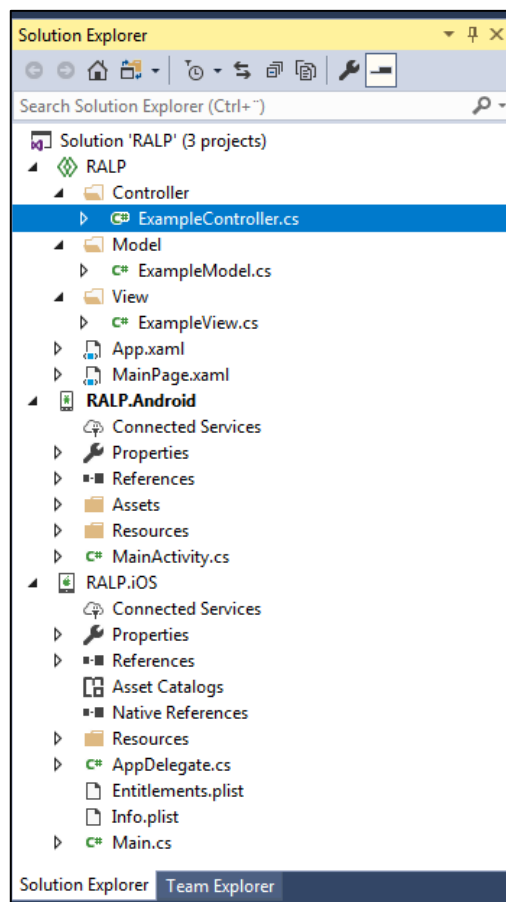 Solution Explorer
Search Solution Explorer (Ctrl+¨)
Solution 'RALP' (3 projects)
RALP
Controller
C# ExampleController.cs
Model
C# ExampleModel.cs
View
C# ExampleView.cs
App.xaml
MainPage.xaml
RALP.Android
Connected Services
Properties
References
Assets
Resources
C# MainActivity.cs
RALP.iOS
Connected Services
Properties
References
Asset Catalogs
Native References
Resources
C# AppDelegate.cs
Entitlements.plist
Info.plist
C# Main.cs
Solution Explorer Team Explorer